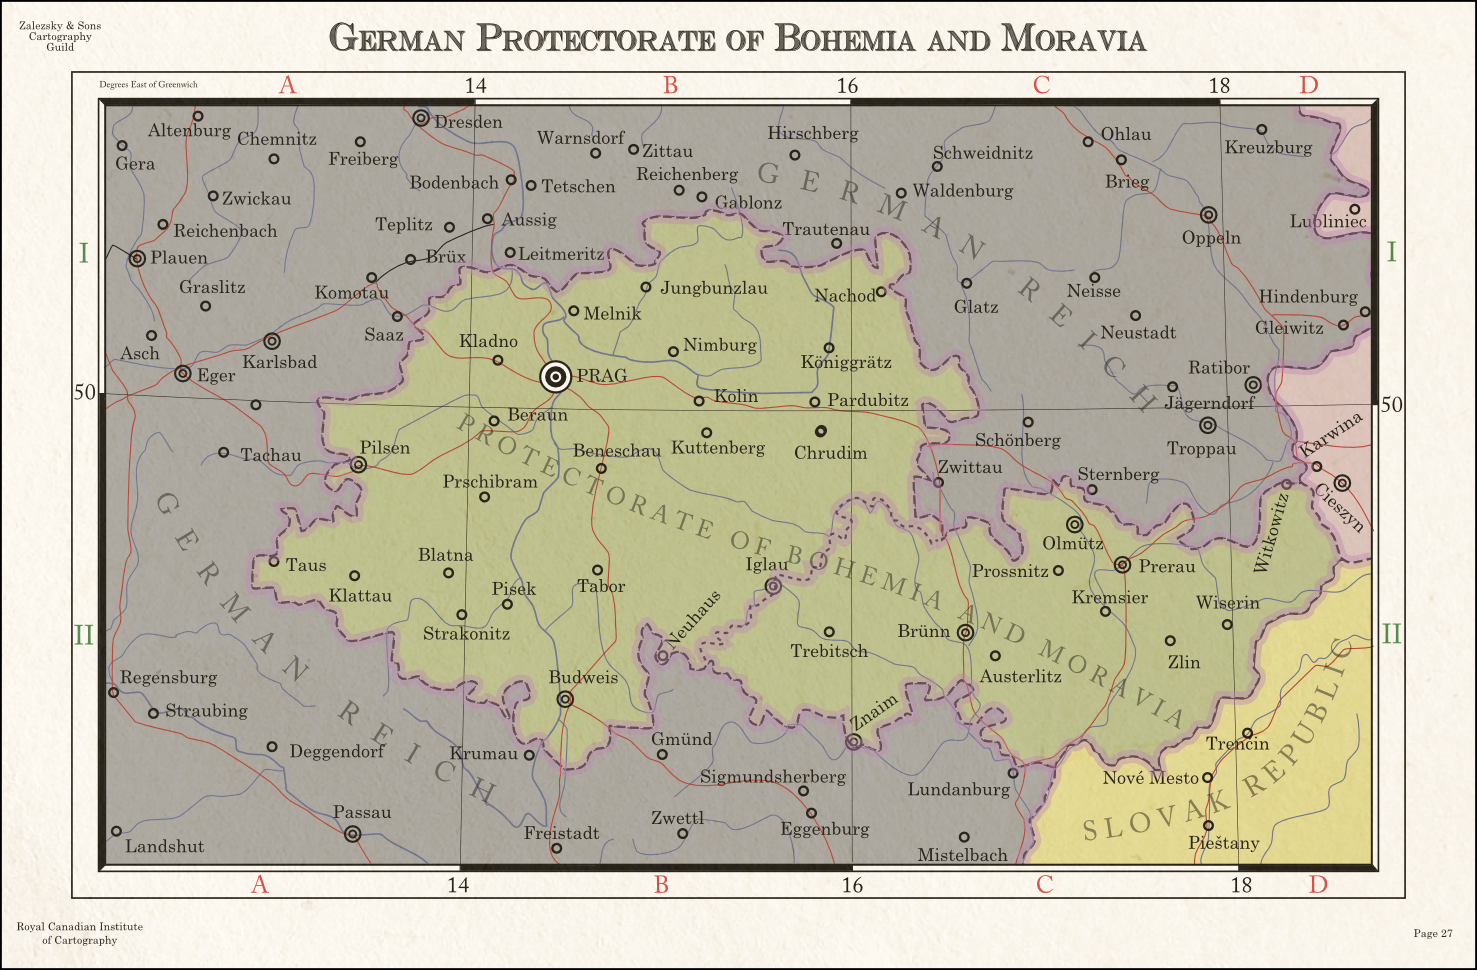 Zalezsky & Sons
Cartography
Guild
German Protectorate of Bohemia and Moravia
Degrees East of Greenwich
A 14 B 16 C 18 D
Altenburg
Dresden
Chemnitz
Warnsdorf
Hirschberg
Ohlau
Gera
Freiberg
Zittau
Schweidnitz
Kreuzburg
Bodenbach
Tetschen
Reichenberg
GERMAN REICH
Brieg
Zwickau
Gablonz
Waldenburg
Reichenbach
Teplitz
Aussig
Trautenau
Oppeln
Lubliniec
I
Plauen
Brüx
Leitmeritz
I
Graslitz
Komotau
Jungbunzlau
Nachod
Glatz
Neisse
Hindenburg
Asch
Saaz
Melnik
Neustadt
Gleiwitz
Karlsbad
Kladno
Nimburg
Königgrätz
Eger
PRAG
Ratibor
50
Kolin
Pardubitz
Jägerndorf
50
Beraun
PROTECTORATE OF BOHEMIA AND MORAVIA
Tachau
Pilsen
Beneschau
Kuttenberg
Chrudim
Schönberg
Troppau
Karwina
Prschibram
Zwittau
Sternberg
Cieszyn
GERMAN REICH
Witkowitz
Olmütz
Taus
Blatna
Iglau
Prossnitz
Prerau
Klattau
Pisek
Tabor
Kremsier
Wiserin
Strakonitz
Neuhaus
Trebitsch
Brünn
II
II
Zlin
Regensburg
Budweis
Austerlitz
Straubing
Znaim
Deggendorf
Krumau
Gmünd
Trenčin
Sigmundsherberg
Lundanburg
Nové Mesto
SLOVAK REPUBLIC
Passau
Freistadt
Zwettl
Eggenburg
Landshut
Mistelbach
Pieštany
A 14 B 16 C 18 D
Royal Canadian Institute
of Cartography
Page 27